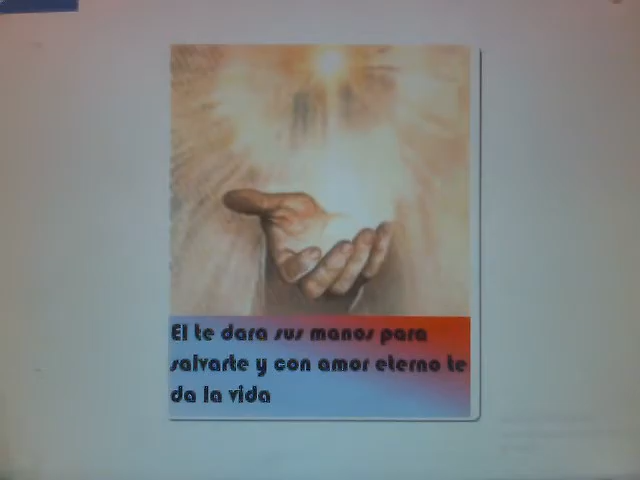 El te dara sus manos para
salvarte y con amor eterno te
da la vida